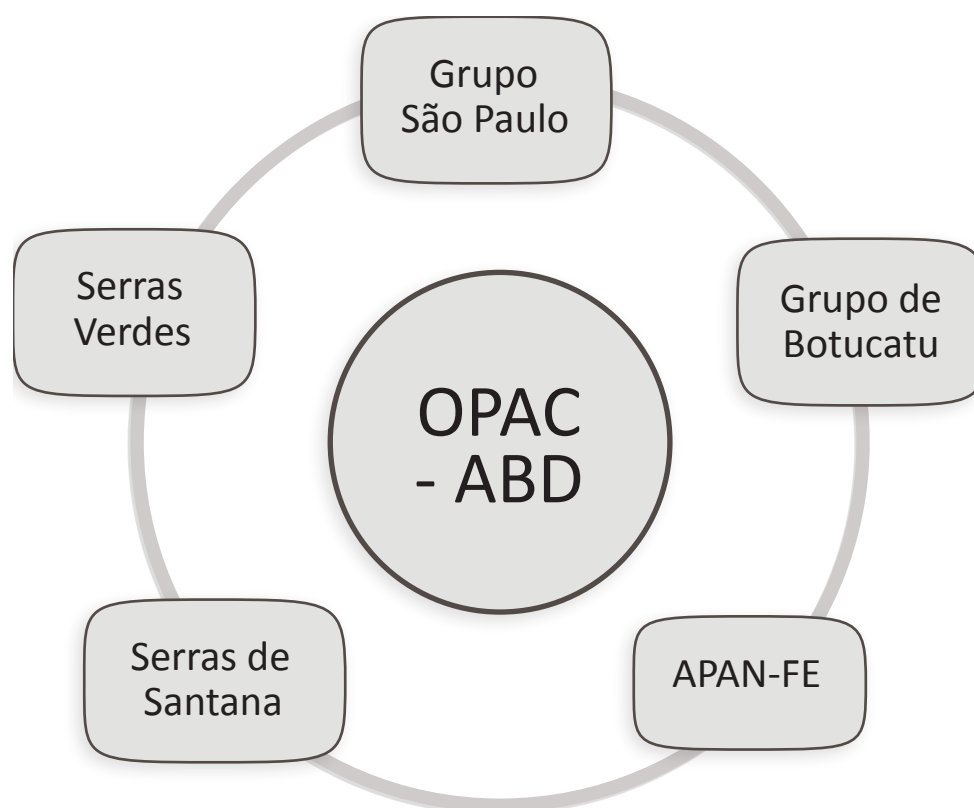 Grupo
São Paulo
Serras
Verdes
Grupo de
Botucatu
OPAC
- ABD
Serras de
Santana
APAN-FE